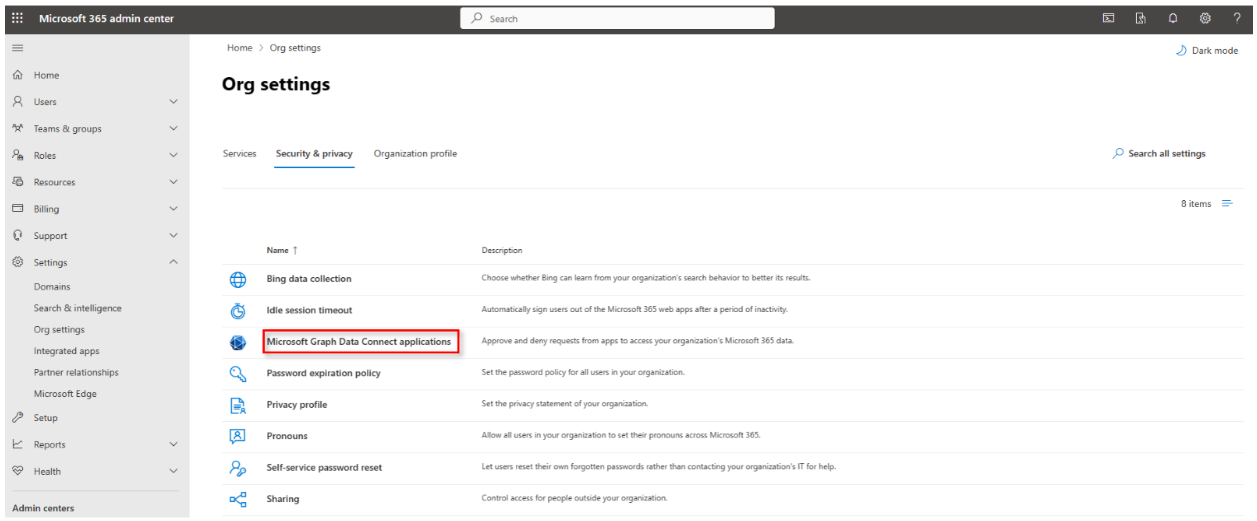 Microsoft 365 admin center
Search
?
Home > Org settings
Dark mode
Org settings
Services Security & privacy Organization profile
Search all settings
8 items
Home
Users
Teams & groups
Roles
Resources
Billing
Support
Settings
Domains
Search & intelligence
Org settings
Integrated apps
Partner relationships
Microsoft Edge
Setup
Reports
Health
Admin centers
Name ↑ Description
Bing data collection Choose whether Bing can learn from your organization's search behavior to better its results.
Idle session timeout Automatically sign users out of the Microsoft 365 web apps after a period of inactivity.
Microsoft Graph Data Connect applications Approve and deny requests from apps to access your organization's Microsoft 365 data.
Password expiration policy Set the password policy for all users in your organization.
Privacy profile Set the privacy statement of your organization.
Pronouns Allow all users in your organization to set their pronouns across Microsoft 365.
Self-service password reset Let users reset their own forgotten passwords rather than contacting your organization's IT for help.
Sharing Control access for people outside your organization.